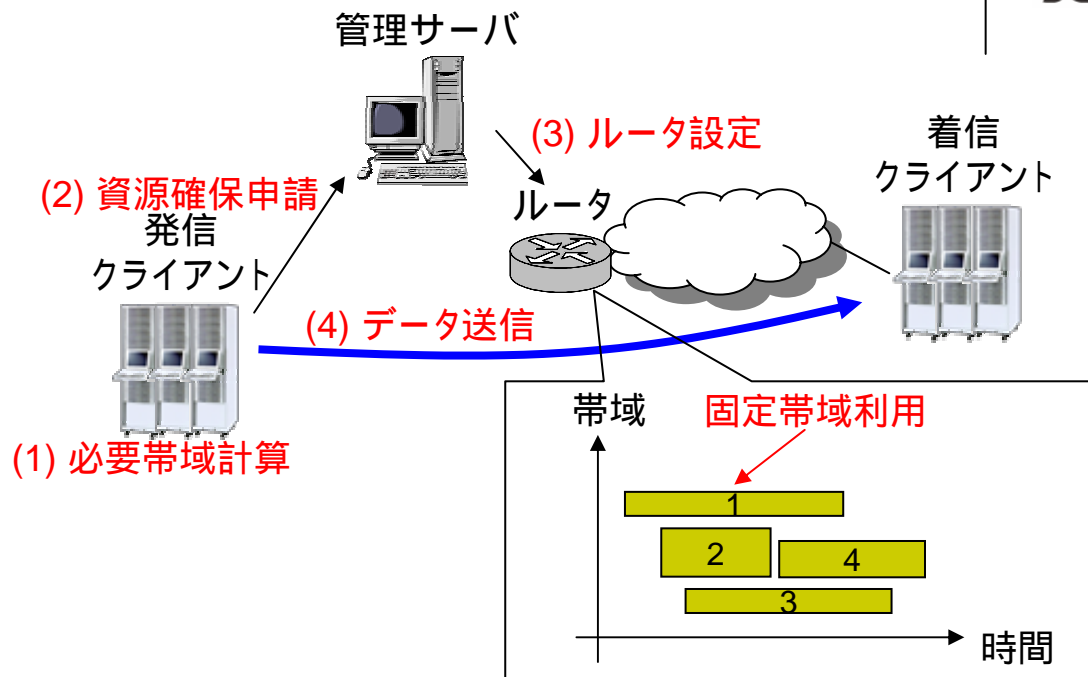 管理サーバ
(3) ルータ設定
着信
クライアント
(2) 資源確保申請
発信
クライアント
ルータ
(4) データ送信
(1) 必要帯域計算
帯域
固定帯域利用
1
2
4
3
時間